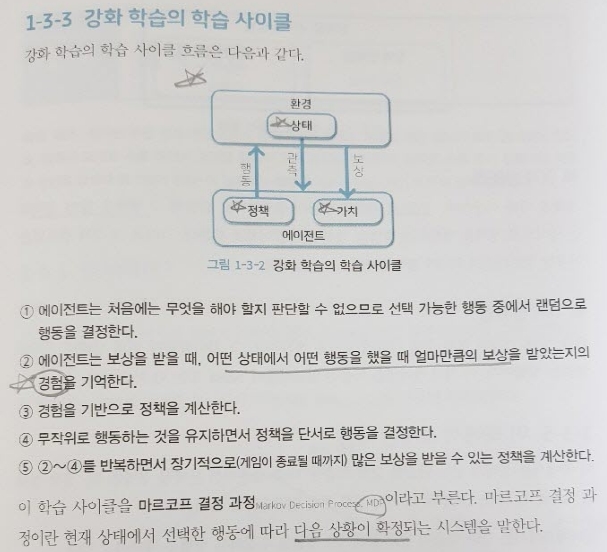 1-3-3 강화 학습의 학습 사이클
강화 학습의 학습 사이클 흐름은 다음과 같다.
환경
상태
행동
관측
보상
정책
가치
에이전트
그림 1-3-2 강화 학습의 학습 사이클
① 에이전트는 처음에는 무엇을 해야 할지 판단할 수 없으므로 선택 가능한 행동 중에서 랜덤으로
행동을 결정한다.
② 에이전트는 보상을 받을 때, 어떤 상태에서 어떤 행동을 했을 때 얼마만큼의 보상을 받았는지의
경험을 기억한다.
③ 경험을 기반으로 정책을 계산한다.
④ 무작위로 행동하는 것을 유지하면서 정책을 단서로 행동을 결정한다.
⑤ ②~④를 반복하면서 장기적으로(게임이 종료될 때까지) 많은 보상을 받을 수 있는 정책을 계산한다.
이 학습 사이클을 마르코프 결정 과정Markov Decision Process, MDP이라고 부른다. 마르코프 결정 과
정이란 현재 상태에서 선택한 행동에 따라 다음 상황이 확정되는 시스템을 말한다.